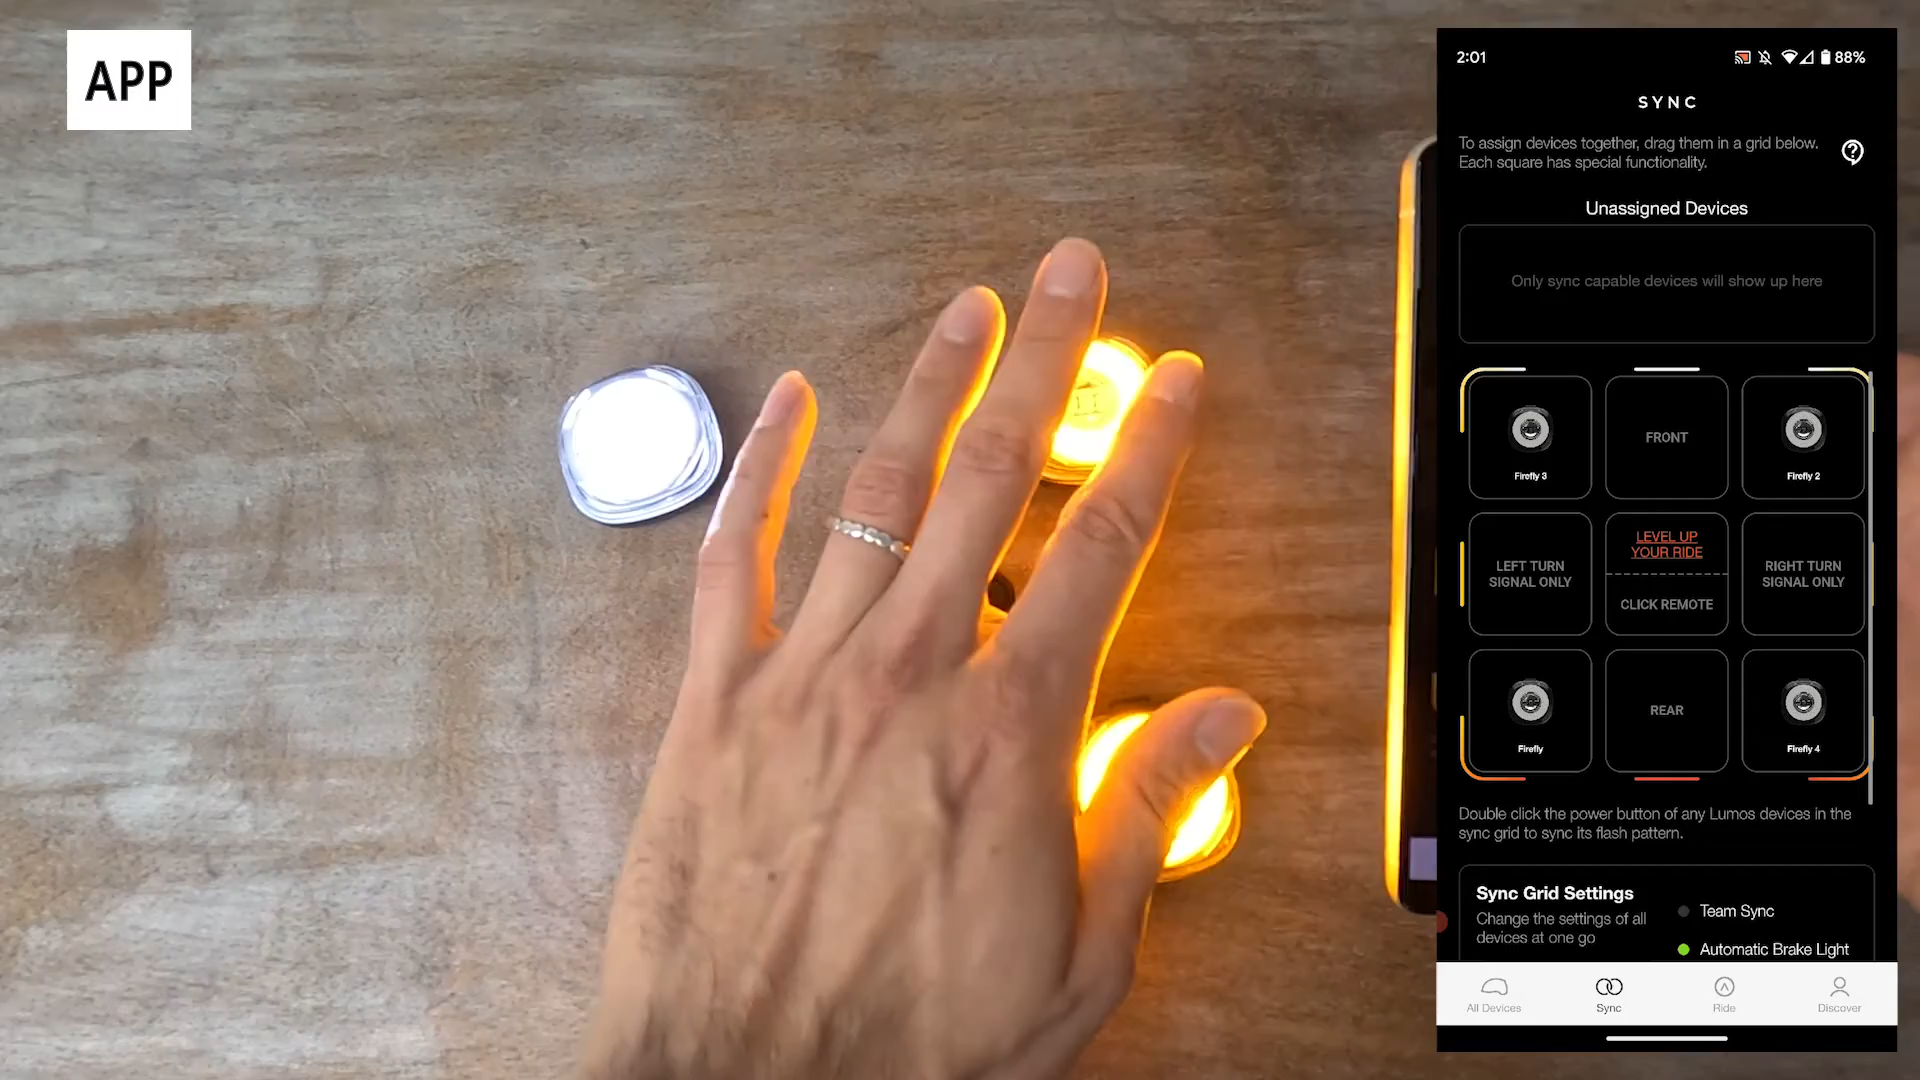 APP
2:01
88%
SYNC
To assign devices together, drag them in a grid below.
Each square has special functionality.
Unassigned Devices
Only sync capable devices will show up here
Firefly 3
FRONT
Firefly 2
LEFT TURN
SIGNAL ONLY
LEVEL UP
YOUR RIDE
CLICK REMOTE
RIGHT TURN
SIGNAL ONLY
Firefly
REAR
Firefly 4
Double click the power button of any Lumos devices in the
sync grid to sync its flash pattern.
Sync Grid Settings
Change the settings of all
devices at one go
Team Sync
Automatic Brake Light
All Devices
Sync
Ride
Discover